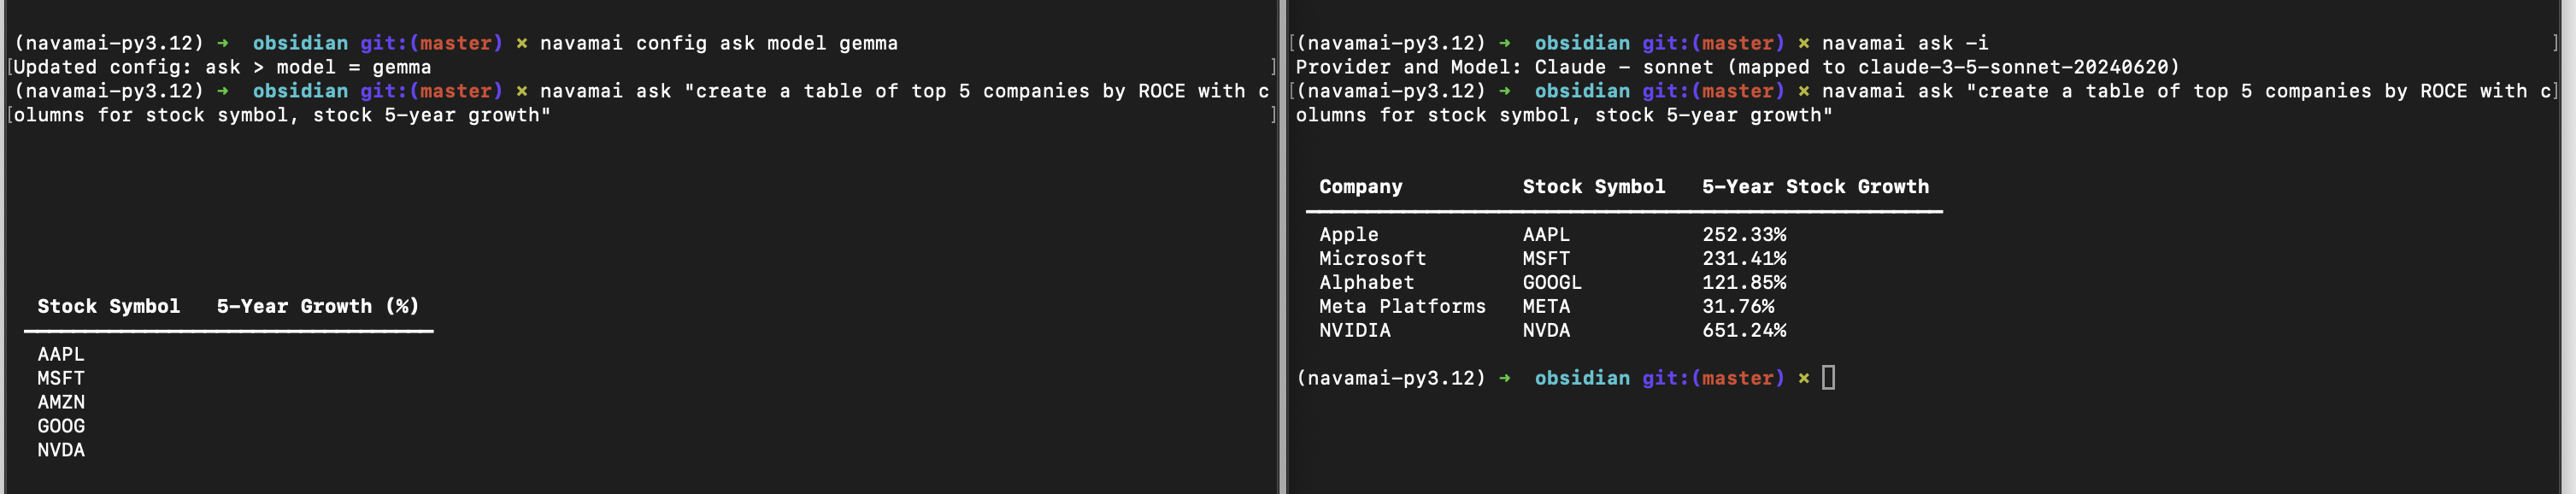 (navamai-py3.12) → obsidian git:(master) × navamai config ask model gemma
[Updated config: ask > model = gemma ]
(navamai-py3.12) → obsidian git:(master) × navamai ask "create a table of top 5 companies by ROCE with c
[olumns for stock symbol, stock 5-year growth" ]
Stock Symbol 5-Year Growth (%)
AAPL
MSFT
AMZN
GOOG
NVDA
[(navamai-py3.12) → obsidian git:(master) × navamai ask -i ]
Provider and Model: Claude - sonnet (mapped to claude-3-5-sonnet-20240620)
[(navamai-py3.12) → obsidian git:(master) × navamai ask "create a table of top 5 companies by ROCE with c]
olumns for stock symbol, stock 5-year growth"
Company Stock Symbol 5-Year Stock Growth
Apple AAPL 252.33%
Microsoft MSFT 231.41%
Alphabet GOOGL 121.85%
Meta Platforms META 31.76%
NVIDIA NVDA 651.24%
(navamai-py3.12) → obsidian git:(master) ×